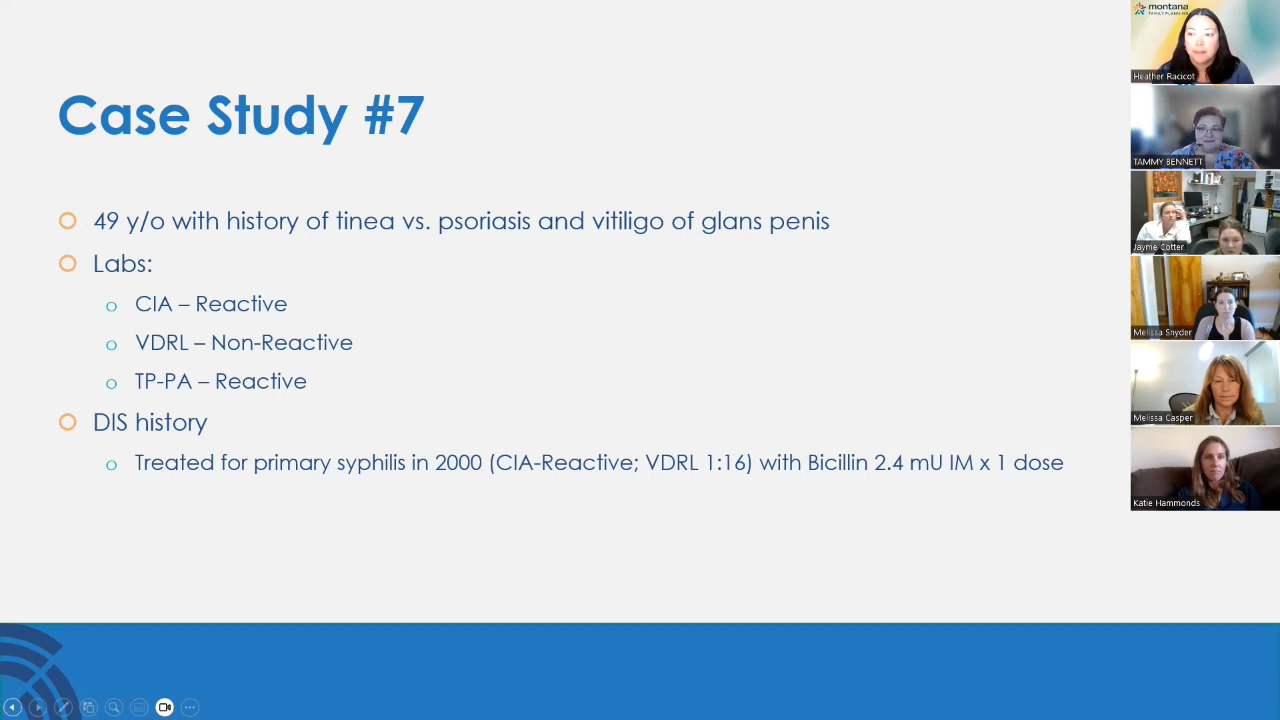 Case Study #7
49 y/o with history of tinea vs. psoriasis and vitiligo of glans penis
Labs:
CIA – Reactive
VDRL – Non-Reactive
TP-PA – Reactive
DIS history
Treated for primary syphilis in 2000 (CIA-Reactive; VDRL 1:16) with Bicillin 2.4 mU IM x 1 dose
montana
FAMILY PLANNING
Heather Racicot
TAMMY BENNETT
Jayme Cotter
Melissa Snyder
Melissa Casper
Katie Hammonds